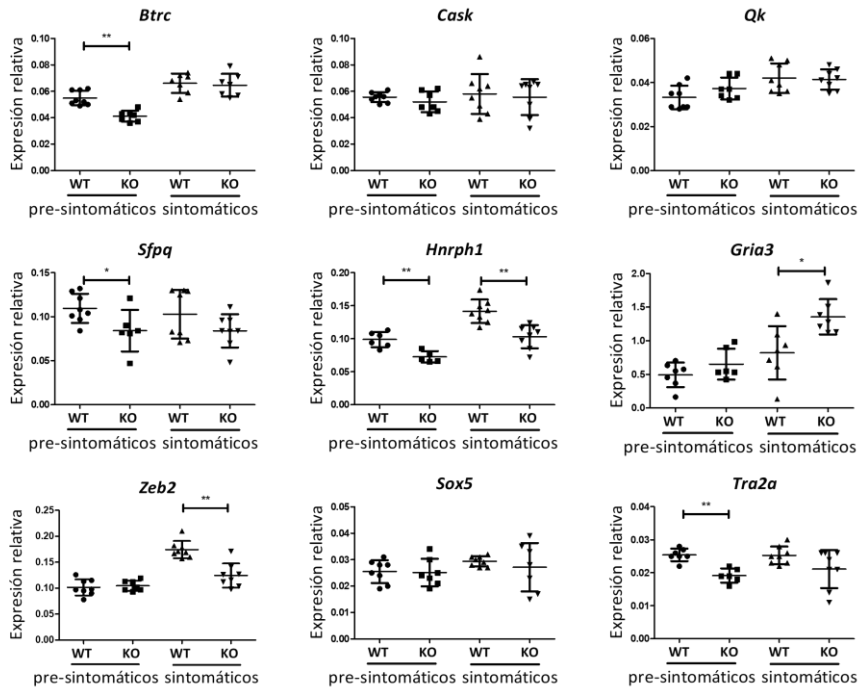 Btrc
Cask
Qk
Expresión relativa
0.10
0.08
0.06
0.04
0.02
0.00
**
WT KO WT KO
pre-sintomáticos sintomáticos
Expresión relativa
0.10
0.08
0.06
0.04
0.02
0.00
WT KO WT KO
pre-sintomáticos sintomáticos
Expresión relativa
0.06
0.04
0.02
0.00
WT KO WT KO
pre-sintomáticos sintomáticos
Sfpq
Hnrph1
Gria3
Expresión relativa
0.15
0.10
0.05
0.00
*
WT KO WT KO
pre-sintomáticos sintomáticos
Expresión relativa
0.20
0.15
0.10
0.05
0.00
** **
WT KO WT KO
pre-sintomáticos sintomáticos
Expresión relativa
2.0
1.5
1.0
0.5
0.0
*
WT KO WT KO
pre-sintomáticos sintomáticos
Zeb2
Sox5
Tra2a
Expresión relativa
0.25
0.20
0.15
0.10
0.05
0.00
**
WT KO WT KO
pre-sintomáticos sintomáticos
Expresión relativa
0.05
0.04
0.03
0.02
0.01
0.00
WT KO WT KO
pre-sintomáticos sintomáticos
Expresión relativa
0.04
0.03
0.02
0.01
0.00
**
WT KO WT KO
pre-sintomáticos sintomáticos